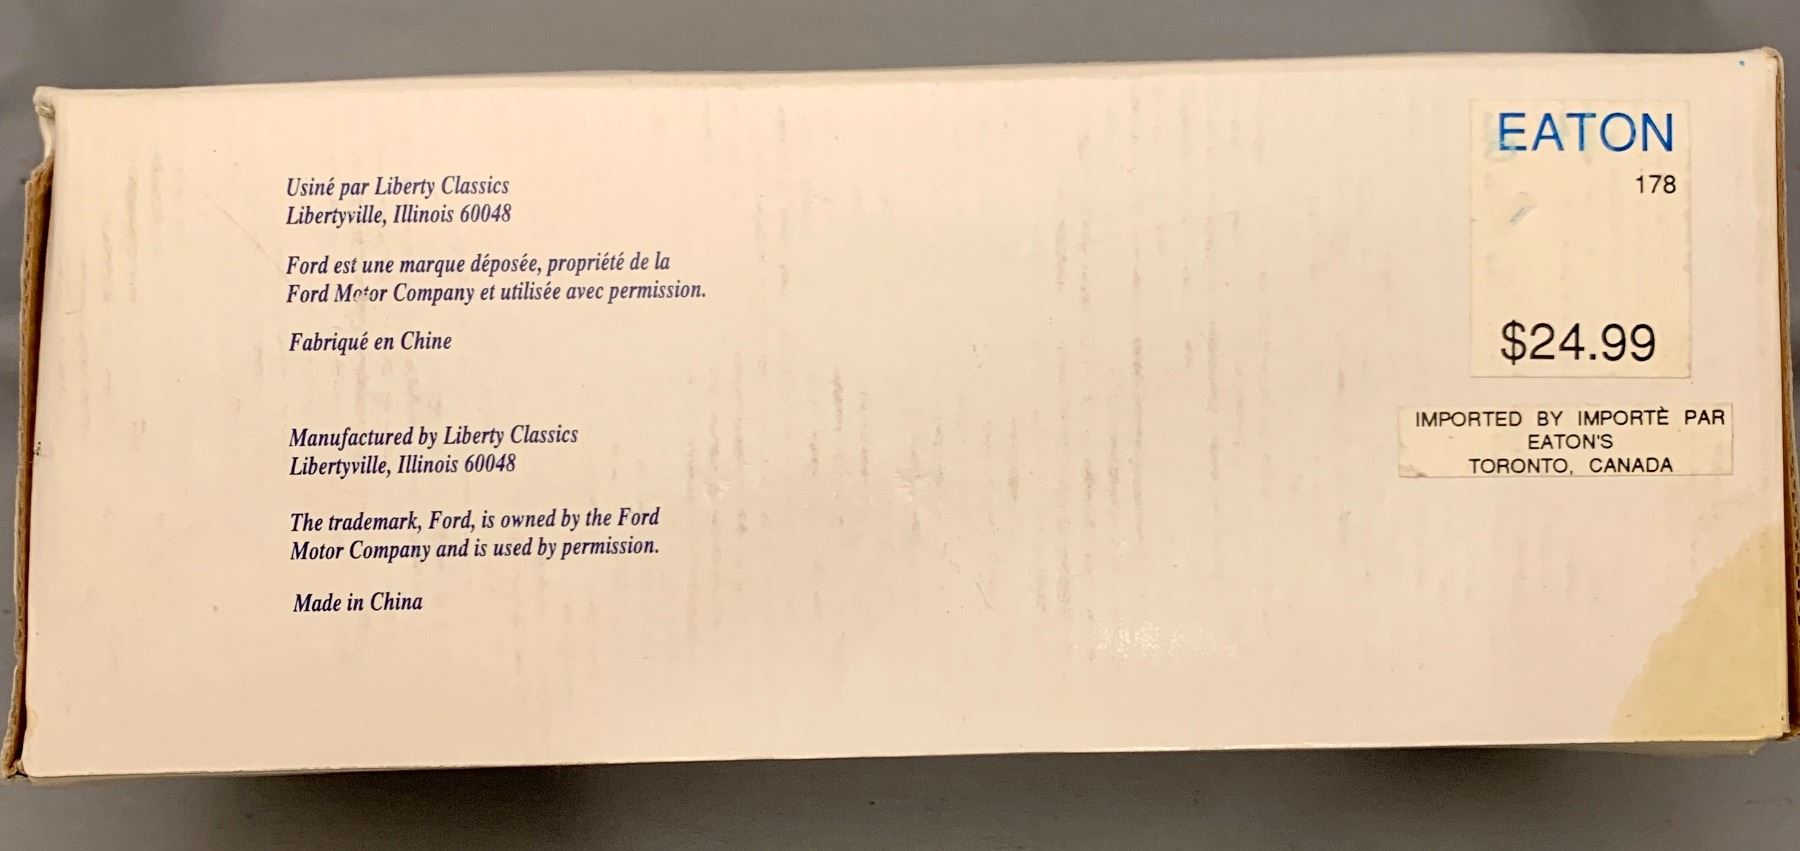 Usiné par Liberty Classics
Libertyville, Illinois 60048
Ford est une marque déposée, propriété de la
Ford Motor Company et utilisée avec permission.
Fabriqué en Chine
Manufactured by Liberty Classics
Libertyville, Illinois 60048
The trademark, Ford, is owned by the Ford
Motor Company and is used by permission.
Made in China
EATON
178
$24.99
IMPORTED BY IMPORTÈ PAR
EATON'S
TORONTO, CANADA